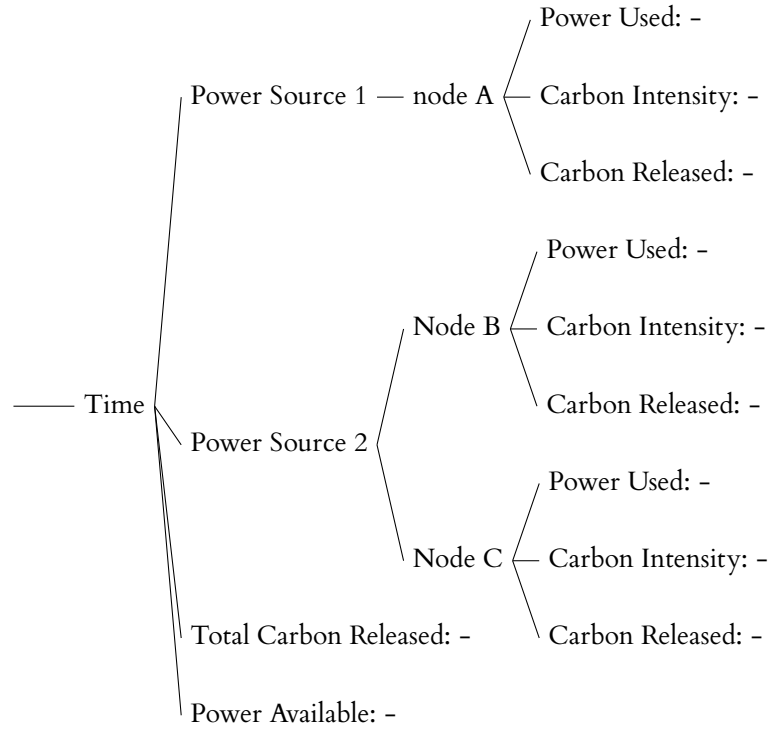 Power Used: -
Power Source 1
node A
Carbon Intensity: -
Carbon Released: -
Power Used: -
Node B
Carbon Intensity: -
Carbon Released: -
Time
Power Source 2
Power Used: -
Node C
Carbon Intensity: -
Carbon Released: -
Total Carbon Released: -
Power Available: -